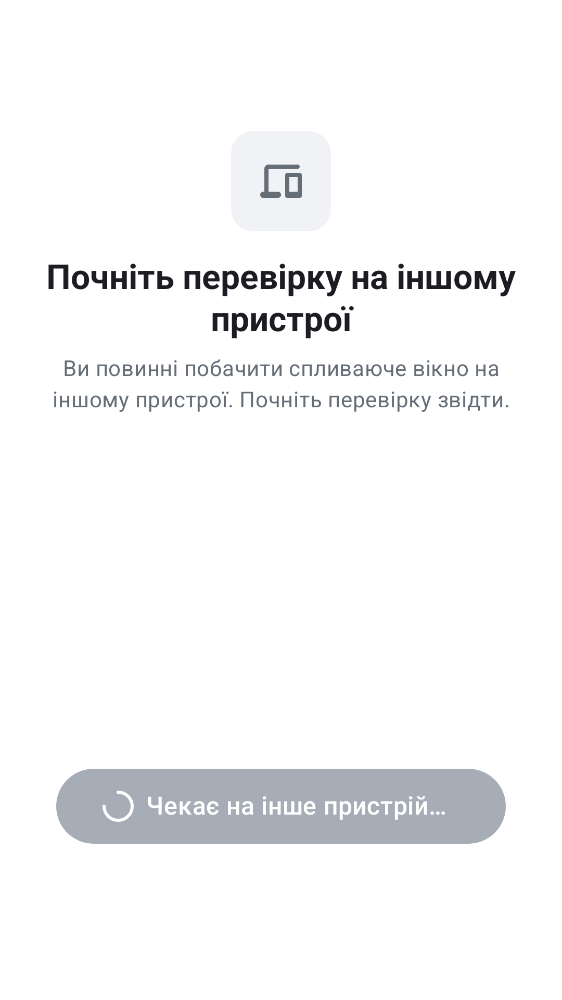 Почніть перевірку на іншому
пристрої
Ви повинні побачити спливаюче вікно на
іншому пристрої. Почніть перевірку звідти.
Чекає на інше пристрій…